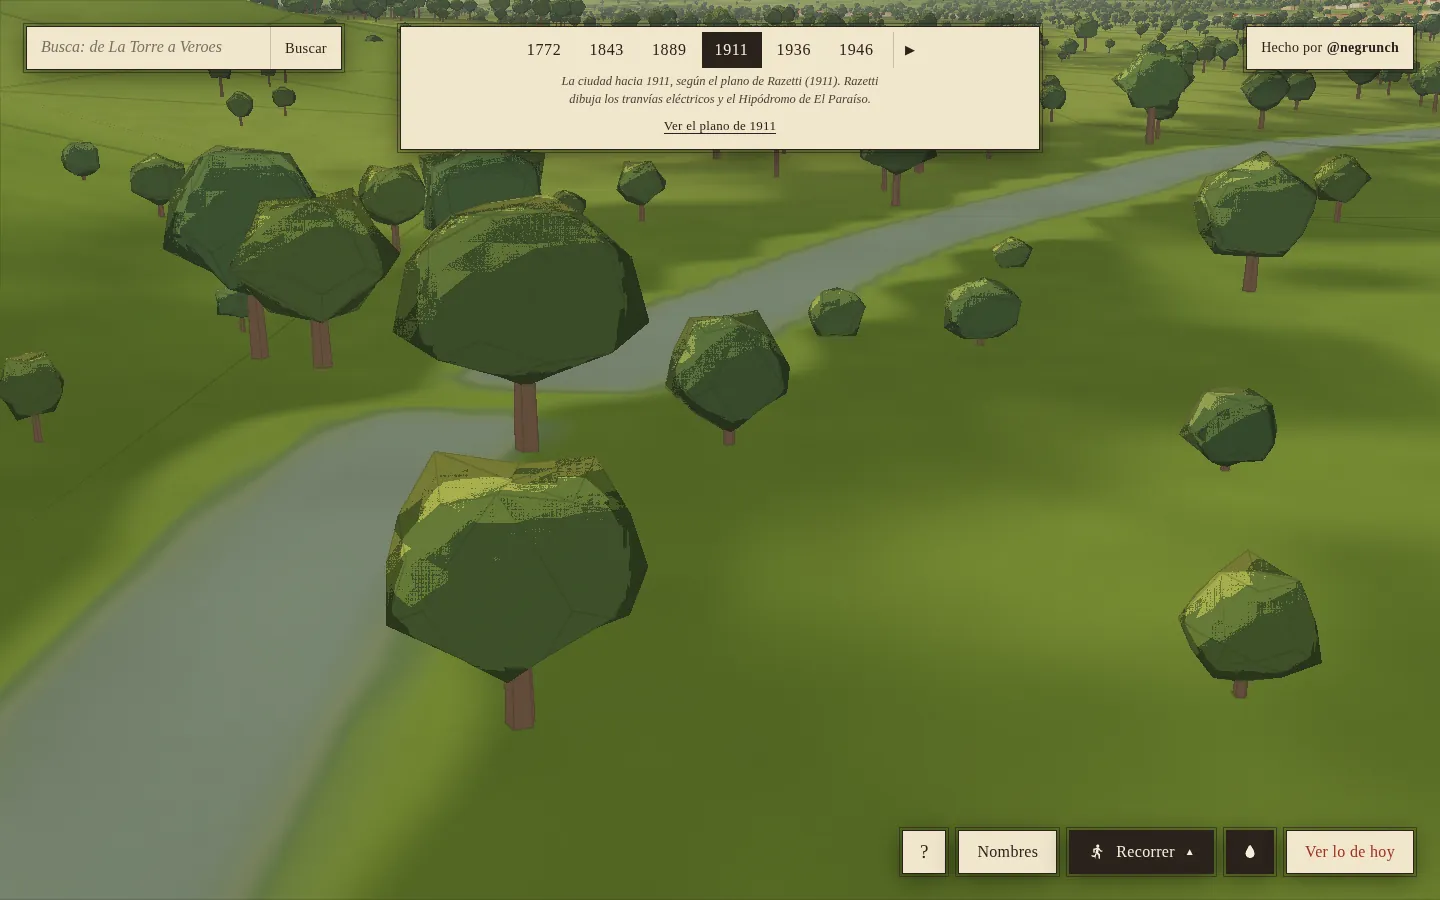 Busca: de La Torre a Veroes
Buscar
1772 1843 1889 1911 1936 1946 ▶
La ciudad hacia 1911, según el plano de Razetti (1911). Razetti
dibuja los tranvías eléctricos y el Hipódromo de El Paraíso.
Ver el plano de 1911
Hecho por @negrunch
?
Nombres
Recorrer ▲
Ver lo de hoy